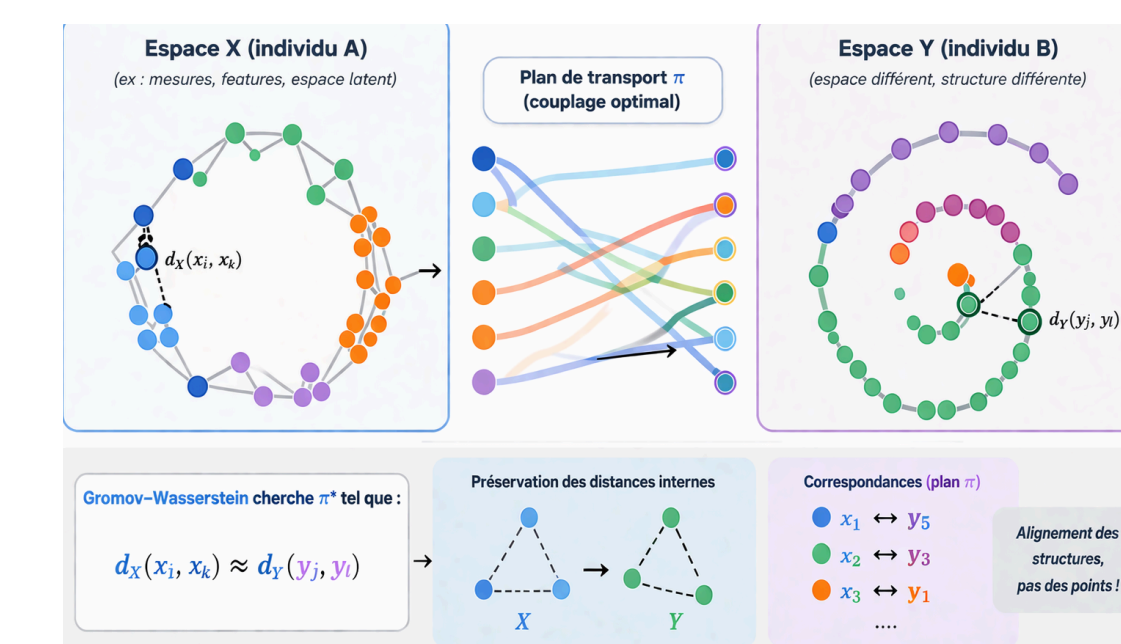 Espace X (individu A)
(ex : mesures, features, espace latent)
d_X(x_i, x_k)
Plan de transport π
(couplage optimal)
Espace Y (individu B)
(espace différent, structure différente)
d_Y(y_j, y_l)
Gromov–Wasserstein cherche π* tel que :
d_X(x_i, x_k) ≈ d_Y(y_j, y_l)
Préservation des distances internes
X
Y
Correspondances (plan π)
x_1 ↔ y_5
x_2 ↔ y_3
x_3 ↔ y_1
....
Alignement des
structures,
pas des points !